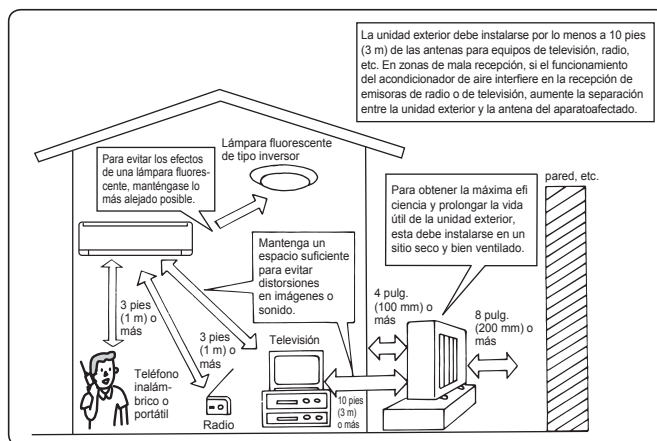 La unidad exterior debe instalarse por lo menos a 10 pies
(3 m) de las antenas para equipos de televisión, radio,
etc. En zonas de mala recepción, si el funcionamiento
del acondicionador de aire interfiere en la recepción de
emisoras de radio o de televisión, aumente la separación
entre la unidad exterior y la antena del aparatoafectado.
Lámpara fluorescente
de tipo inversor
Para evitar los efectos
de una lámpara fluores-
cente, manténgase lo
más alejado posible.
Para obtener la máxima efi
ciencia y prolongar la vida
útil de la unidad exterior,
esta debe instalarse en un
sitio seco y bien ventilado.
pared, etc.
Mantenga un
espacio suficiente
para evitar
distorsiones
en imágenes o
sonido.
3 pies
(1 m) o
más
3 pies
(1 m) o
más
Televisión
4 pulg.
(100 mm) o
más
8 pulg.
(200 mm) o
más
Teléfono
inalám-
brico o
portátil
Radio
10 pies
(3 m)
o más